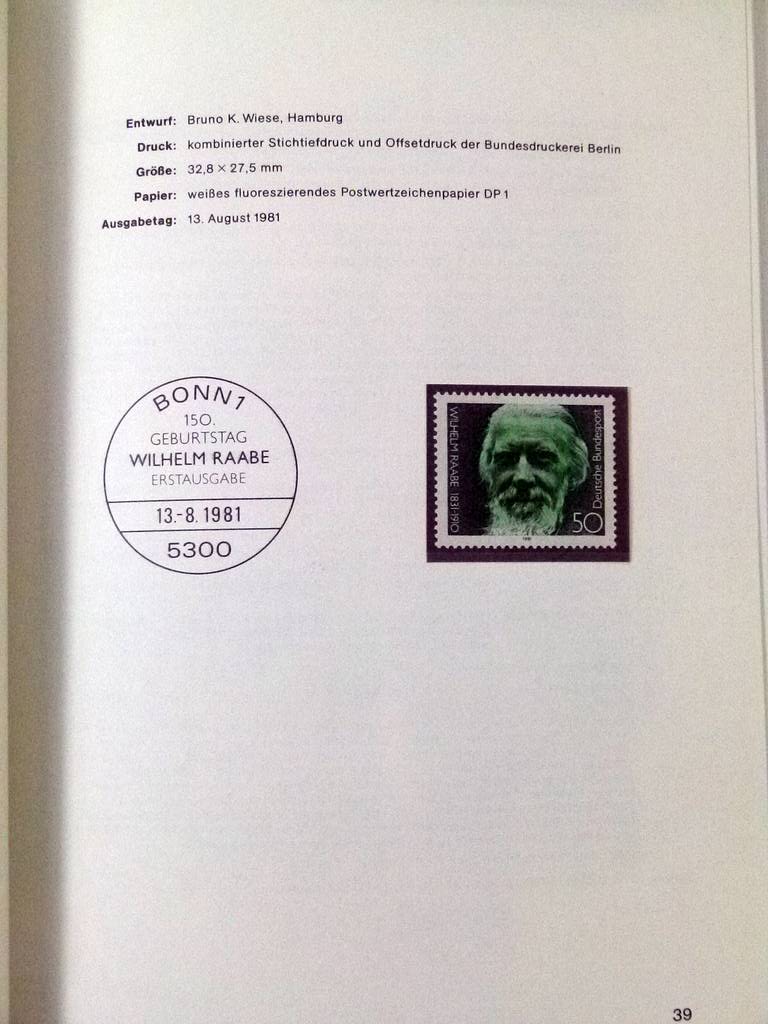 Entwurf: Bruno K. Wiese, Hamburg
Druck: kombinierter Stichtiefdruck und Offsetdruck der Bundesdruckerei Berlin
Größe: 32,8 × 27,5 mm
Papier: weißes fluoreszierendes Postwertzeichenpapier DP 1
Ausgabetag: 13. August 1981
BONN 1
150.
GEBURTSTAG
WILHELM RAABE
ERSTAUSGABE
13.-8.1981
5300
WILHELM RAABE 1831-1910
Deutsche Bundespost
50
39